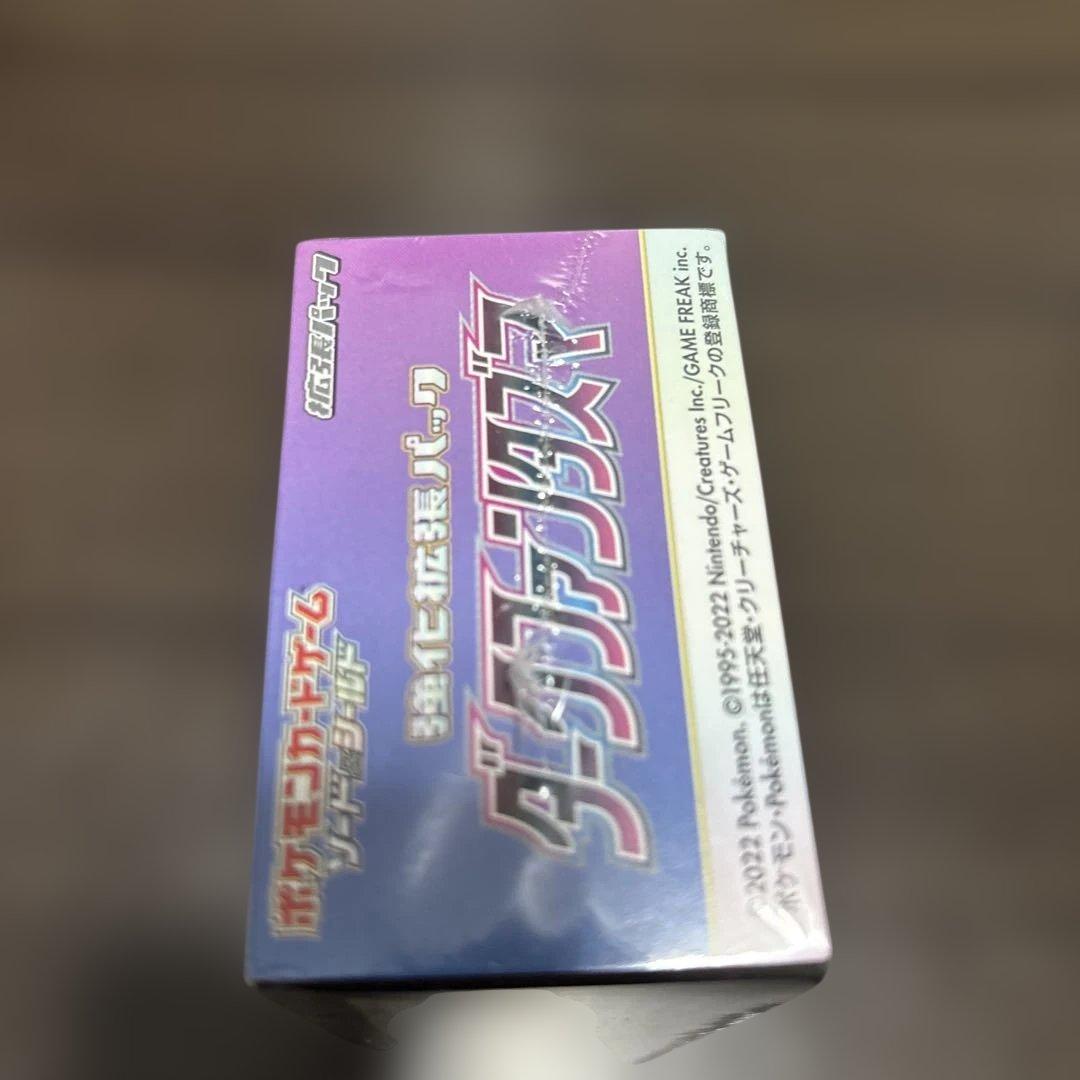 ポケモンカードゲーム
ソード&シールド
拡張パック
強化拡張パック
ダークファンタズマ
©2022 Pokémon. ©1995-2022 Nintendo/Creatures Inc./GAME FREAK inc.
ポケモン・Pokémonは任天堂・クリーチャーズ・ゲームフリークの登録商標です。